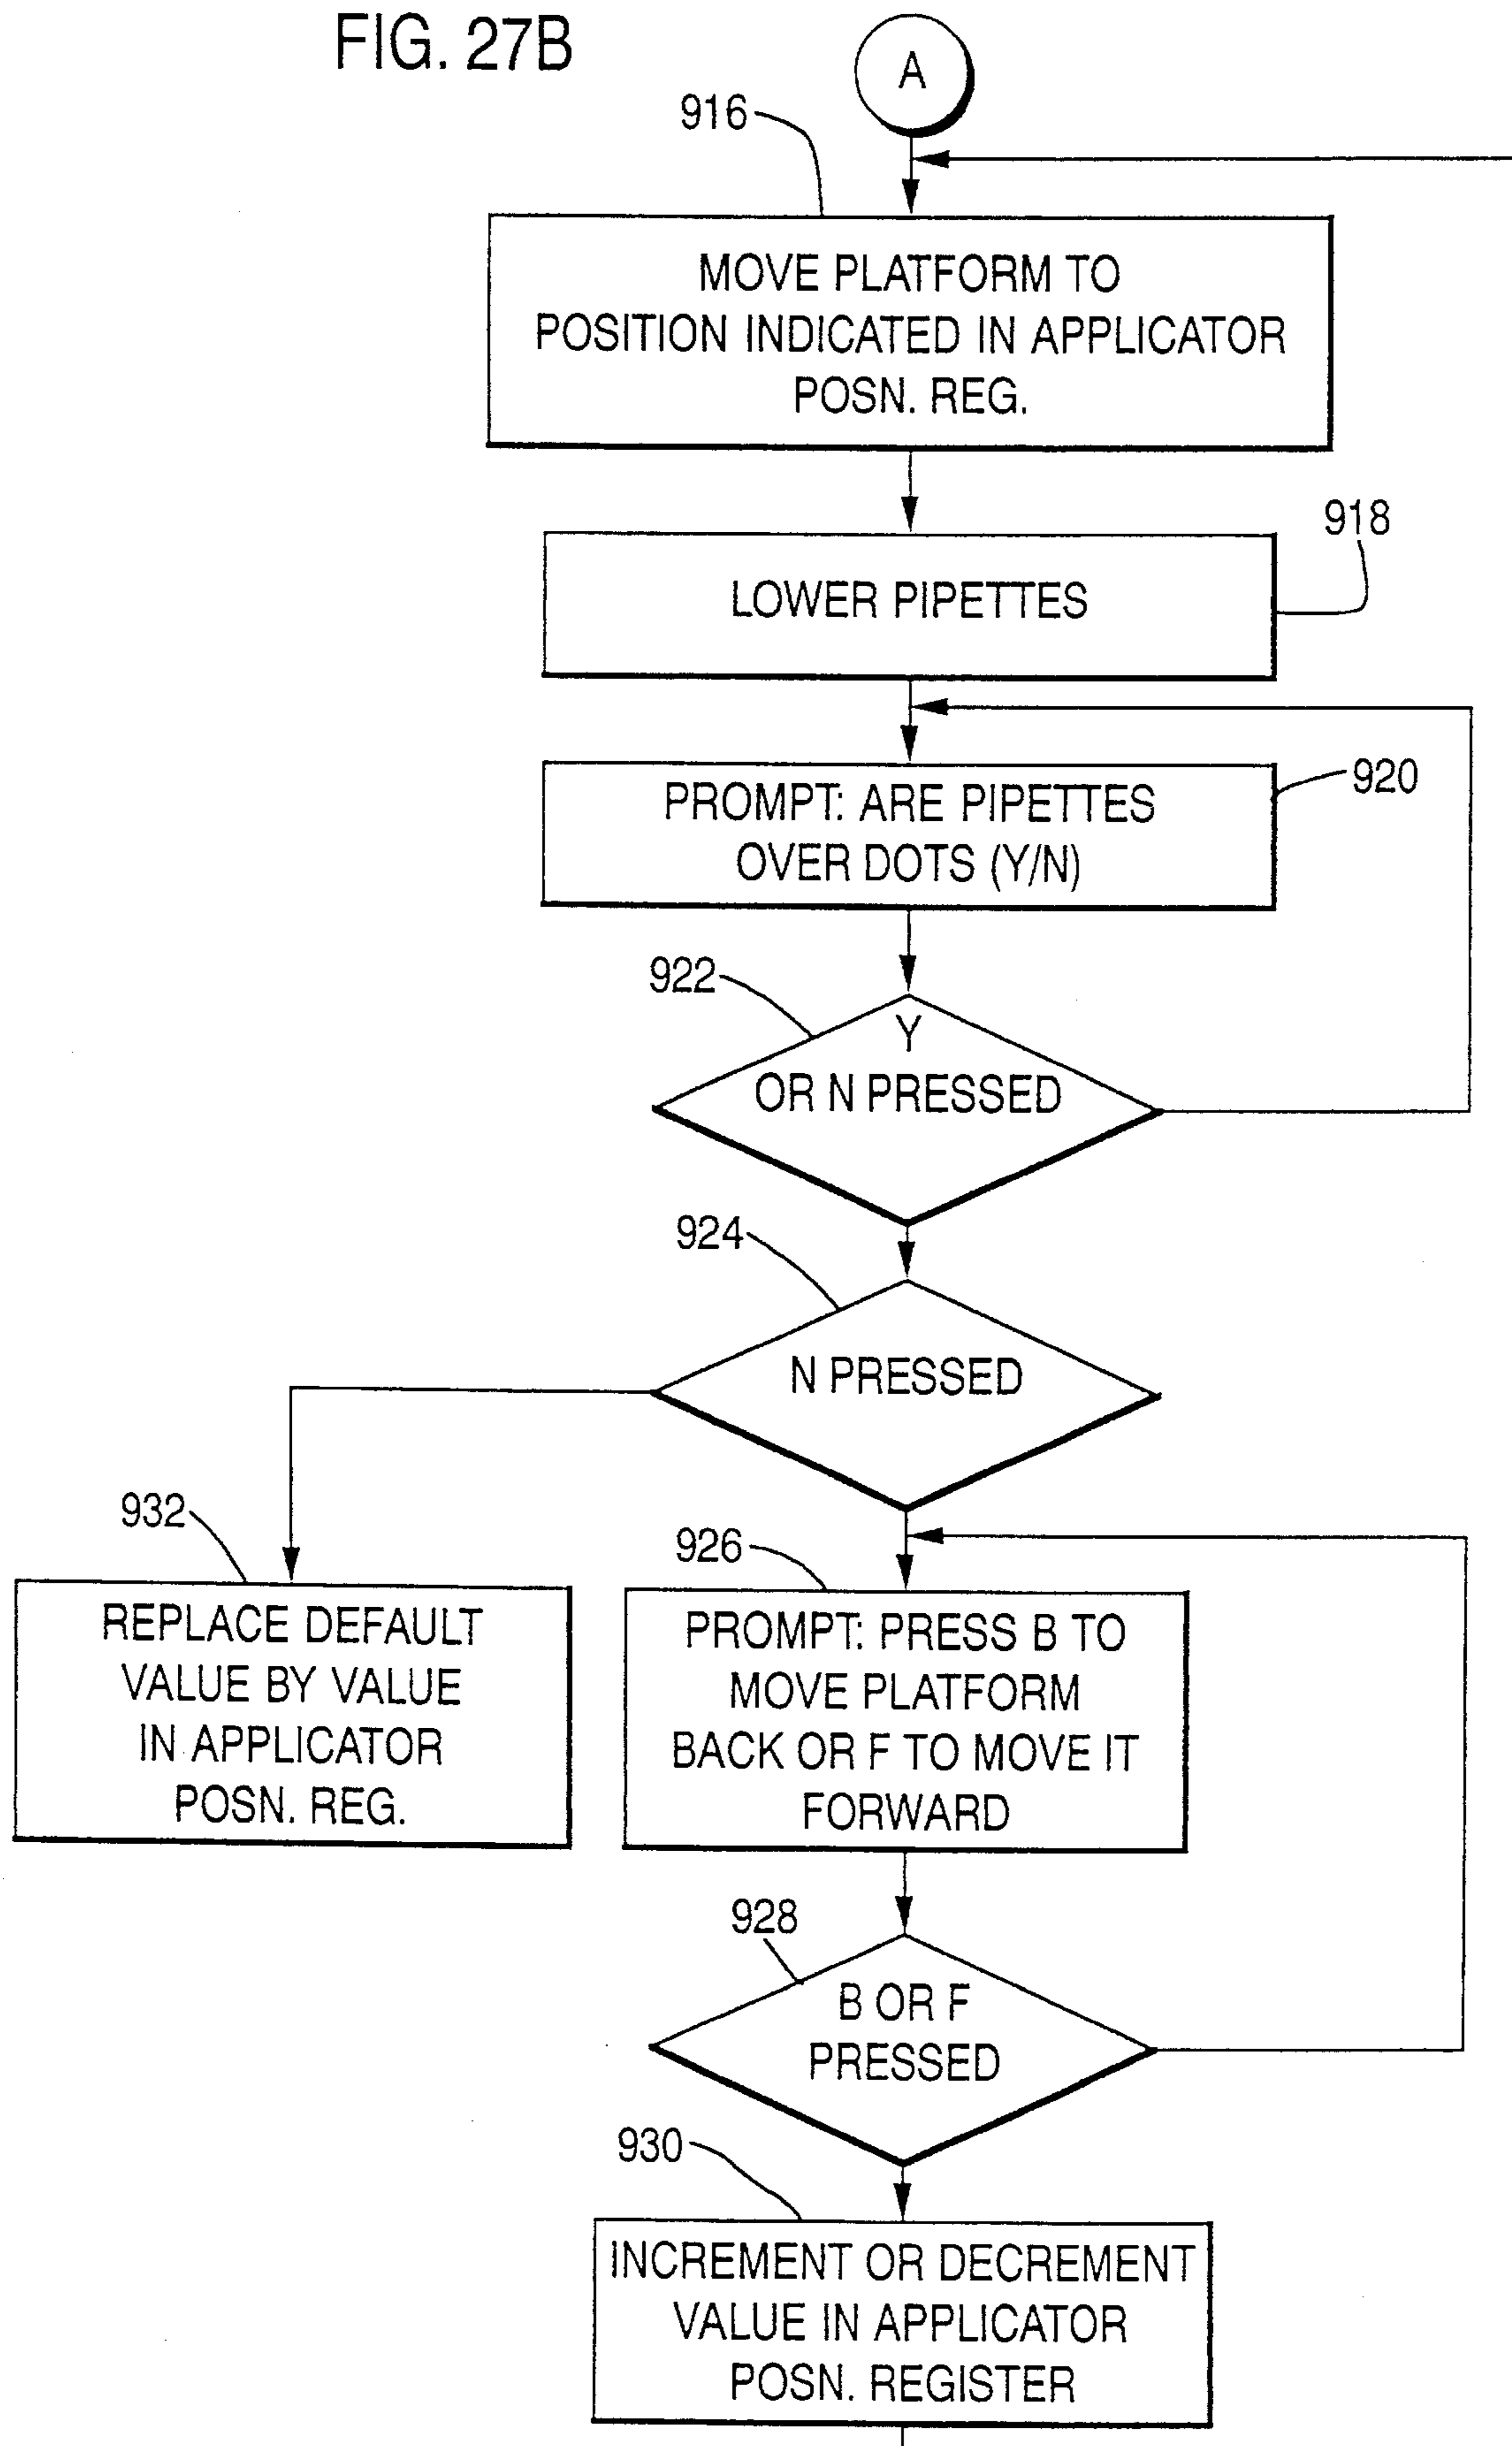 FIG. 27B
A
916
MOVE PLATFORM TO
POSITION INDICATED IN APPLICATOR
POSN. REG.
918
LOWER PIPETTES
920
PROMPT: ARE PIPETTES
OVER DOTS (Y/N)
922
Y
OR N PRESSED
924
N PRESSED
932
REPLACE DEFAULT
VALUE BY VALUE
IN APPLICATOR
POSN. REG.
926
PROMPT: PRESS B TO
MOVE PLATFORM
BACK OR F TO MOVE IT
FORWARD
928
B OR F
PRESSED
930
INCREMENT OR DECREMENT
VALUE IN APPLICATOR
POSN. REGISTER